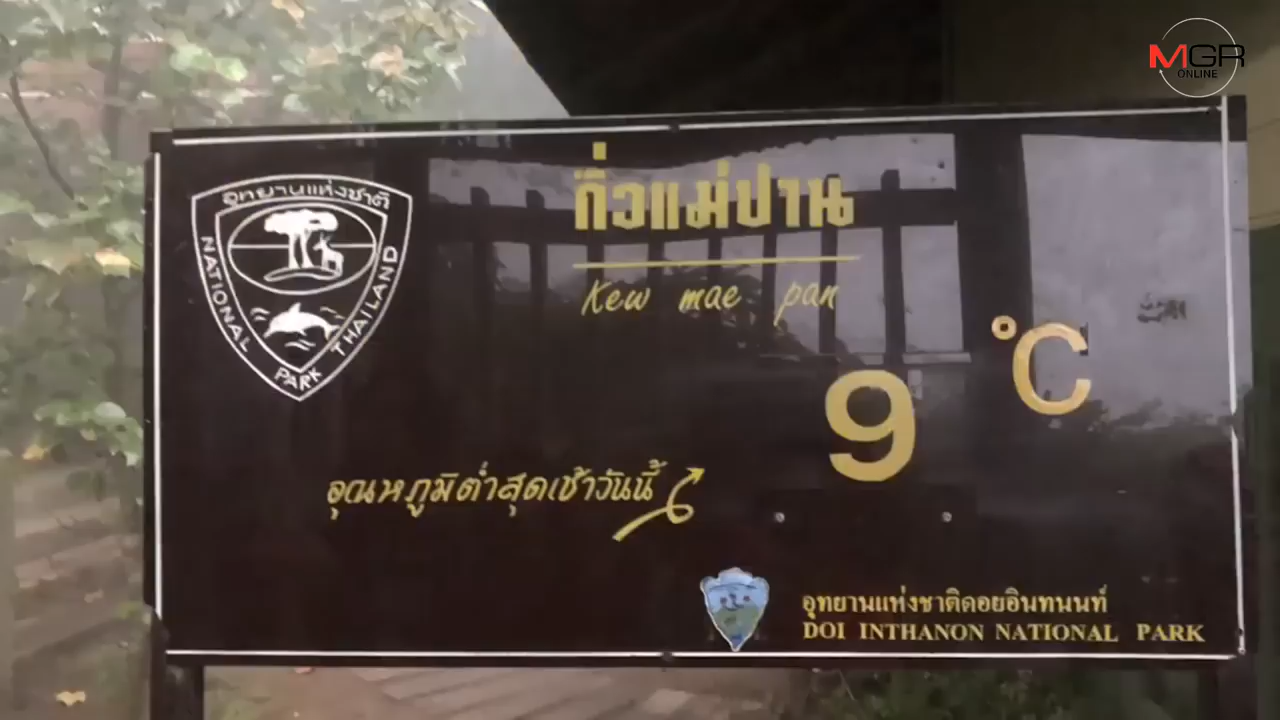 MGR
ONLINE
อุทยานแห่งชาติ
NATIONAL PARK THAILAND
กิ่วแม่ปาน
Kew mae pan
9 °C
อุณหภูมิต่ำสุดเช้าวันนี้
อุทยานแห่งชาติดอยอินทนนท์
DOI INTHANON NATIONAL PARK